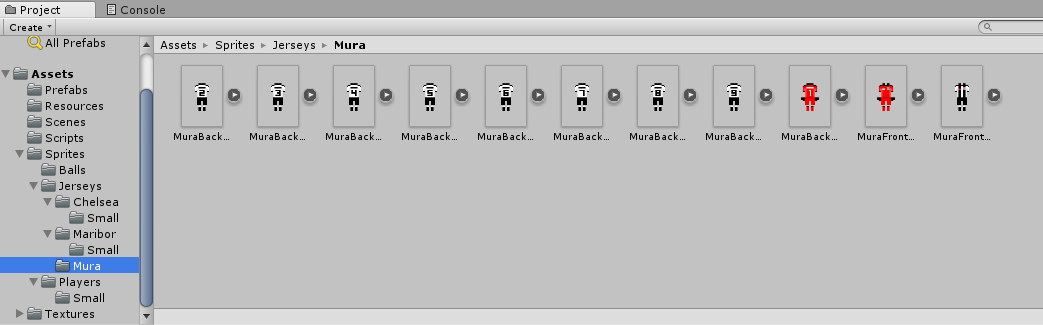 Project Console
Create
All Prefabs
Assets
Prefabs
Resources
Scenes
Scripts
Sprites
Balls
Jerseys
Chelsea
Small
Maribor
Small
Mura
Players
Small
Textures
Assets ▸ Sprites ▸ Jerseys ▸ Mura
MuraBack... MuraBack... MuraBack... MuraBack... MuraBack... MuraBack... MuraBack... MuraBack... MuraBack... MuraFront... MuraFront...